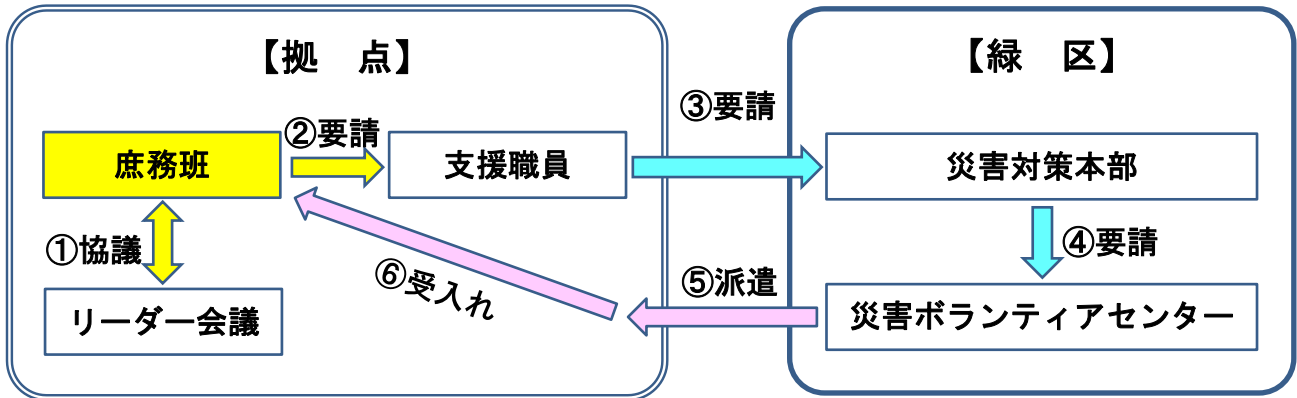 【拠　点】
【緑　区】
②要請
③要請
庶務班
支援職員
災害対策本部
①協議
④要請
⑥受入れ
⑤派遣
リーダー会議
災害ボランティアセンター